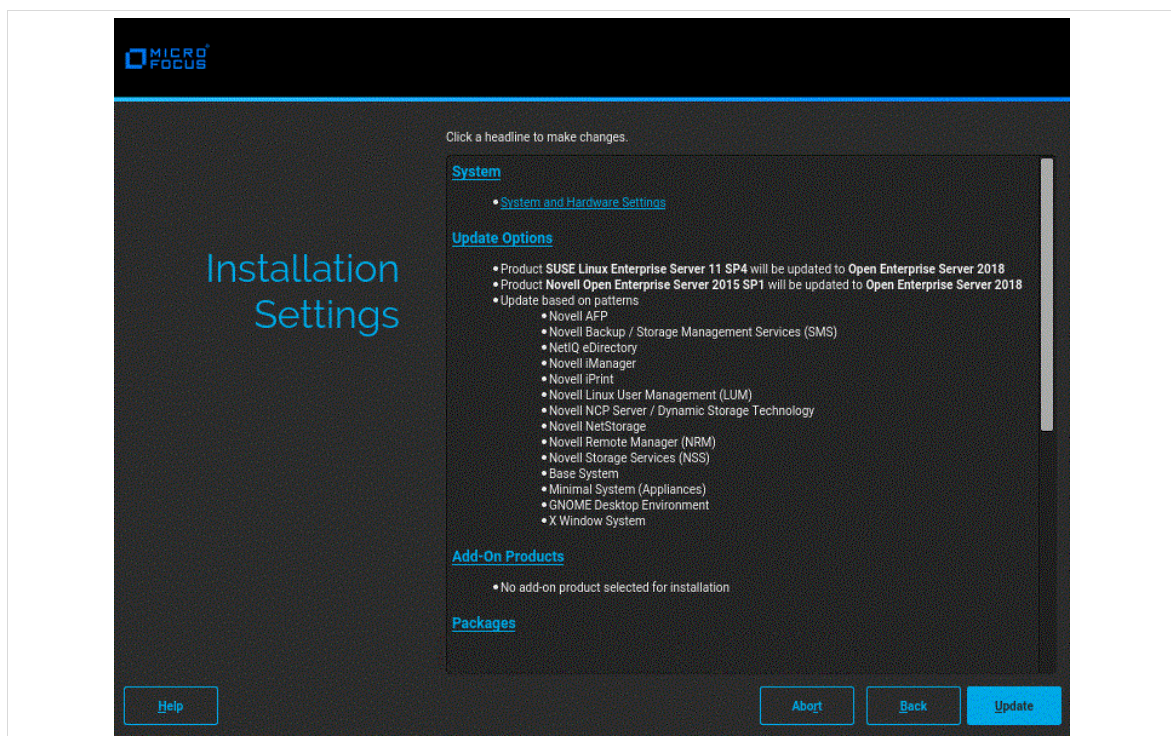 MICRO
FOCUS
Click a headline to make changes.
Installation
Settings
System
• System and Hardware Settings
Update Options
• Product SUSE Linux Enterprise Server 11 SP4 will be updated to Open Enterprise Server 2018
• Product Novell Open Enterprise Server 2015 SP1 will be updated to Open Enterprise Server 2018
• Update based on patterns
• Novell AFP
• Novell Backup / Storage Management Services (SMS)
• NetIQ eDirectory
• Novell iManager
• Novell iPrint
• Novell Linux User Management (LUM)
• Novell NCP Server / Dynamic Storage Technology
• Novell NetStorage
• Novell Remote Manager (NRM)
• Novell Storage Services (NSS)
• Base System
• Minimal System (Appliances)
• GNOME Desktop Environment
• X Window System
Add-On Products
• No add-on product selected for installation
Packages
Help
Abort
Back
Update